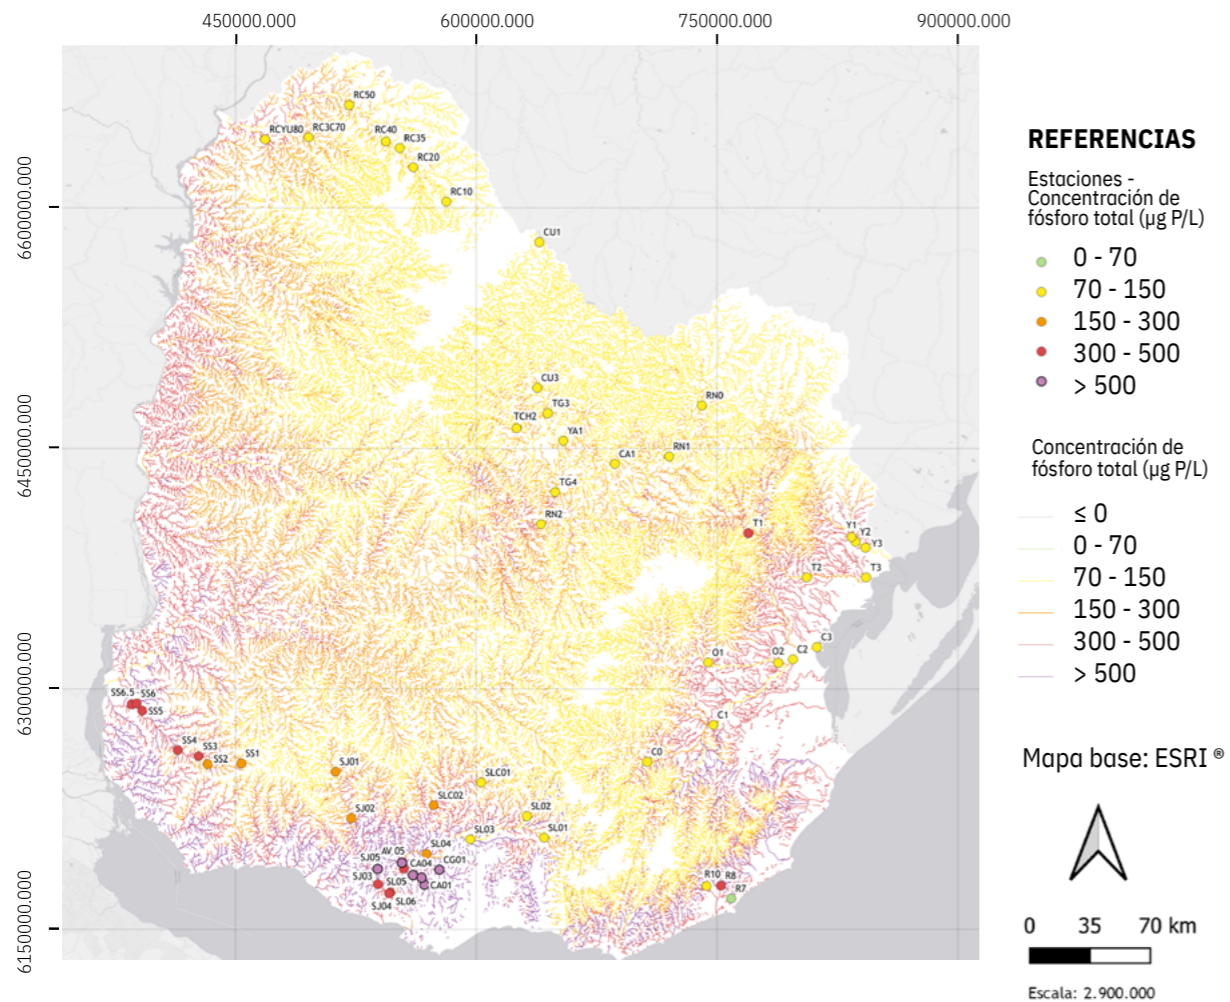 450000.000 600000.000 750000.000 900000.000
6600000.000
6450000.000
6300000.000
6150000.000
RC50
RCYU80
RC3C70
RC40
RC35
RC20
RC10
CU1
CU3
TG3
TCH2
YA1
CA1
RN1
RN0
TG4
RN2
T1
Y1
Y2
Y3
T2
T3
O1
O2
C2
C3
C1
C0
SS6.5
SS6
SS5
SS4
SS3
SS2
SS1
SJ01
SJ02
SLC01
SLC02
SL02
SL01
SL03
SL04
AV 05
SJ05
CA04
CG01
SJ03
SL05
CA01
SJ04
SL06
R10
R8
R7
REFERENCIAS
Estaciones -
Concentración de
fósforo total (µg P/L)
0 - 70
70 - 150
150 - 300
300 - 500
> 500
Concentración de
fósforo total (µg P/L)
≤ 0
0 - 70
70 - 150
150 - 300
300 - 500
> 500
Mapa base: ESRI ®
0 35 70 km
Escala: 2.900.000